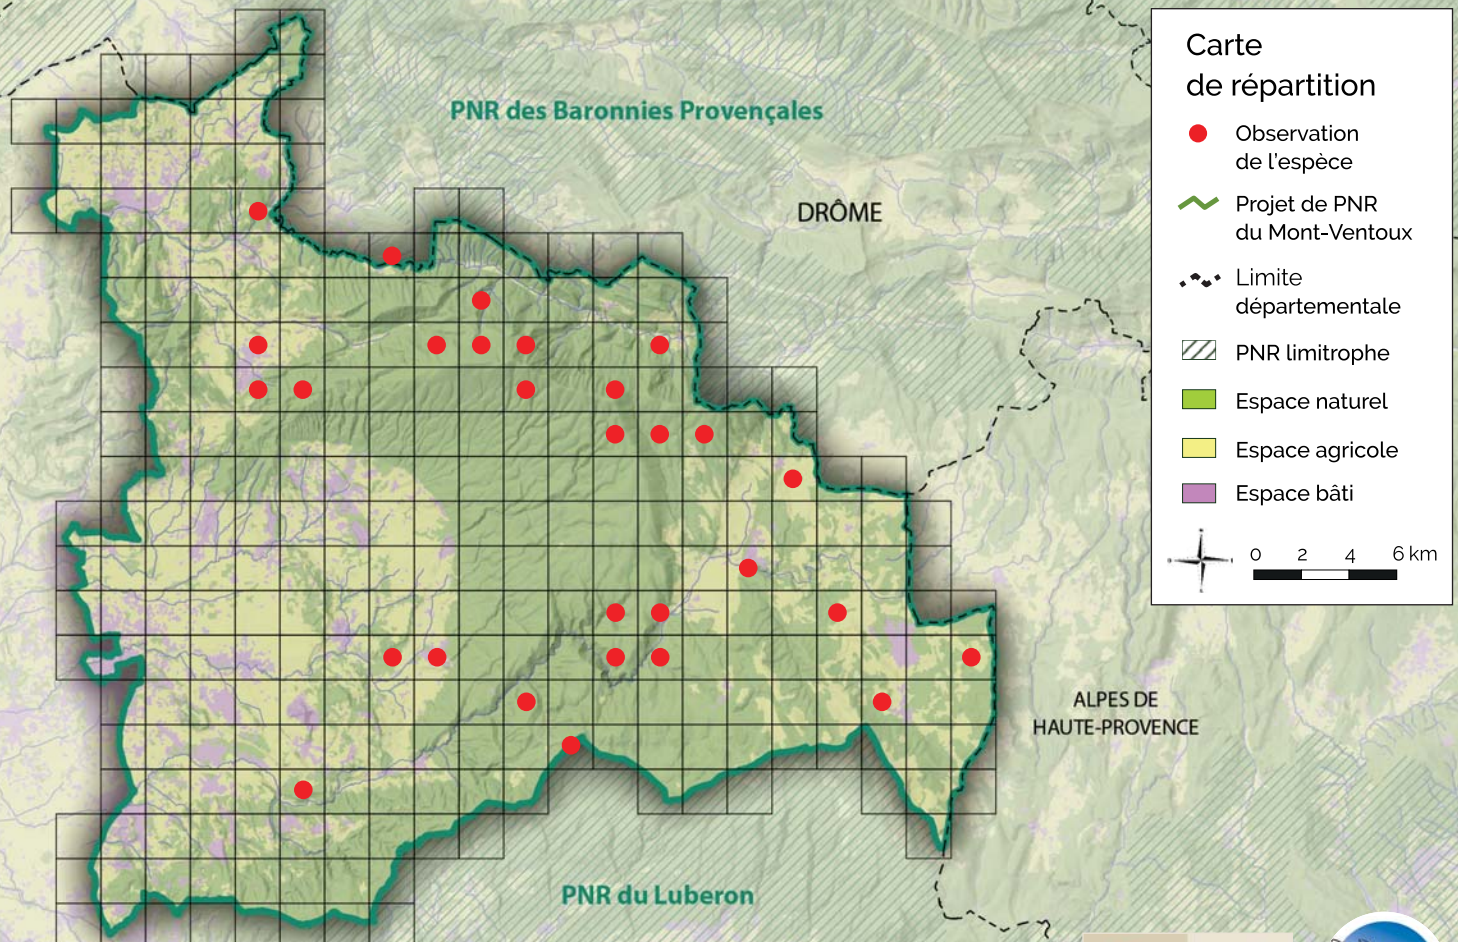 PNR des Baronnies Provençales
DRÔME
ALPES DE
HAUTE-PROVENCE
PNR du Luberon
Carte
de répartition
Observation
de l'espèce
Projet de PNR
du Mont-Ventoux
Limite
départementale
PNR limitrophe
Espace naturel
Espace agricole
Espace bâti
0 2 4 6 km